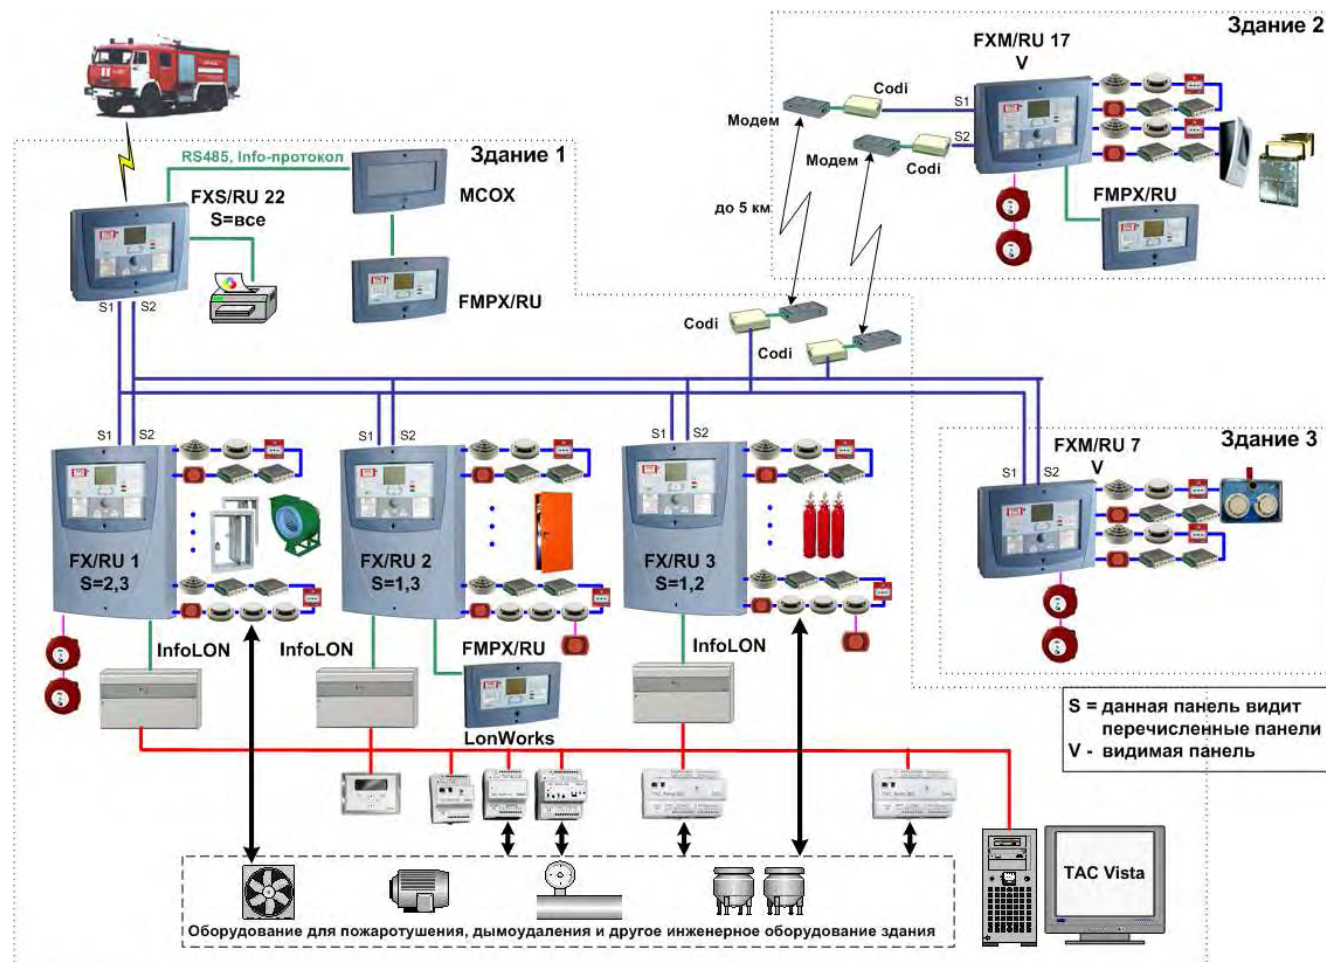 Здание 2
FXM/RU 17
V
Codi
S1
Модем
S2
Модем
Codi
до 5 км
FMPX/RU
Здание 1
RS485, Info-протокол
FXS/RU 22
S=все
MCOX
S1
S2
FMPX/RU
Codi
Codi
S1
S2
S1
S2
S1
S2
FX/RU 1
S=2,3
FX/RU 2
S=1,3
FX/RU 3
S=1,2
Здание 3
FXM/RU 7
V
S1
S2
InfoLON
InfoLON
FMPX/RU
InfoLON
LonWorks
S = данная панель видит
перечисленные панели
V - видимая панель
TAC Vista
Оборудование для пожаротушения, дымоудаления и другое инженерное оборудование здания